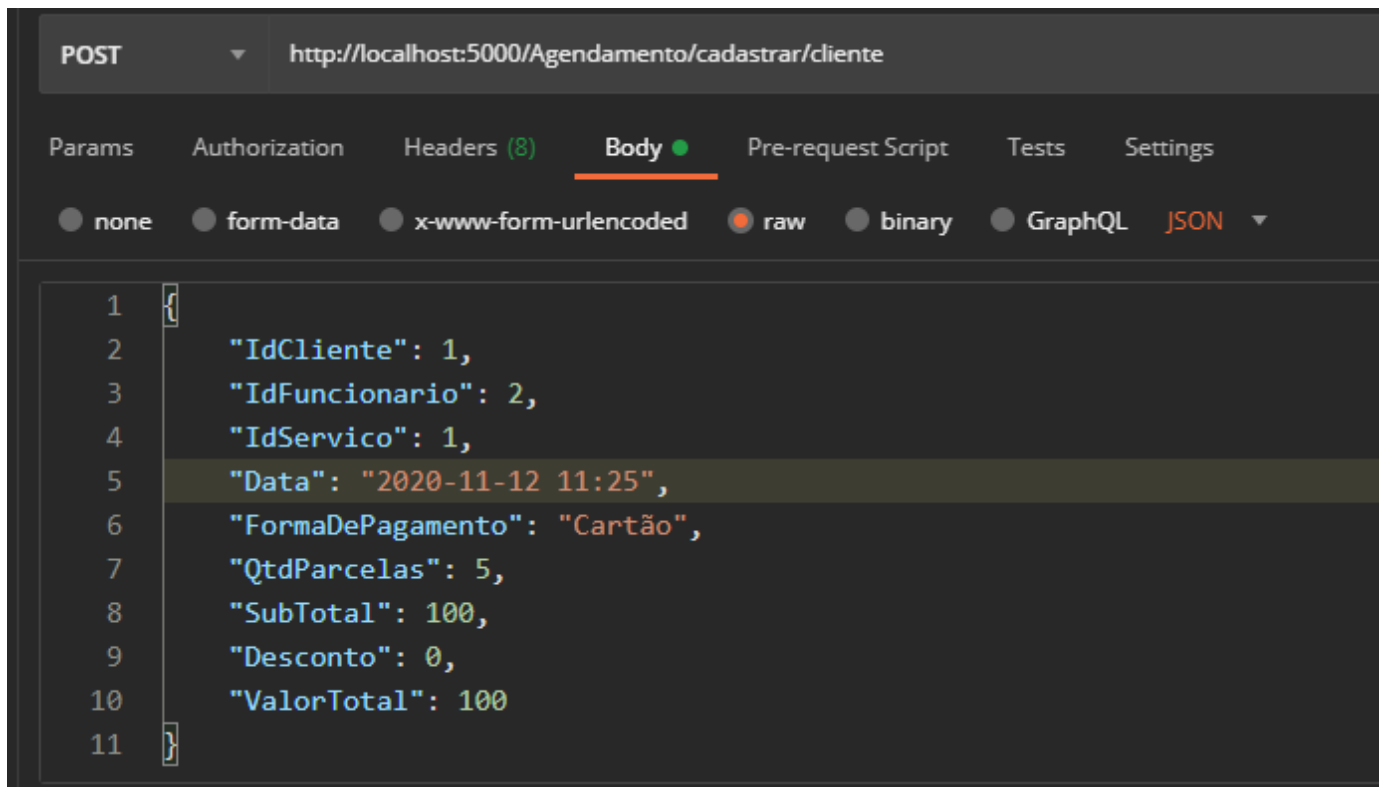 POST http://localhost:5000/Agendamento/cadastrar/cliente
Params Authorization Headers (8) Body Pre-request Script Tests Settings
none form-data x-www-form-urlencoded raw binary GraphQL JSON
1 {
2 "IdCliente": 1,
3 "IdFuncionario": 2,
4 "IdServico": 1,
5 "Data": "2020-11-12 11:25",
6 "FormaDePagamento": "Cartão",
7 "QtdParcelas": 5,
8 "SubTotal": 100,
9 "Desconto": 0,
10 "ValorTotal": 100
11 }